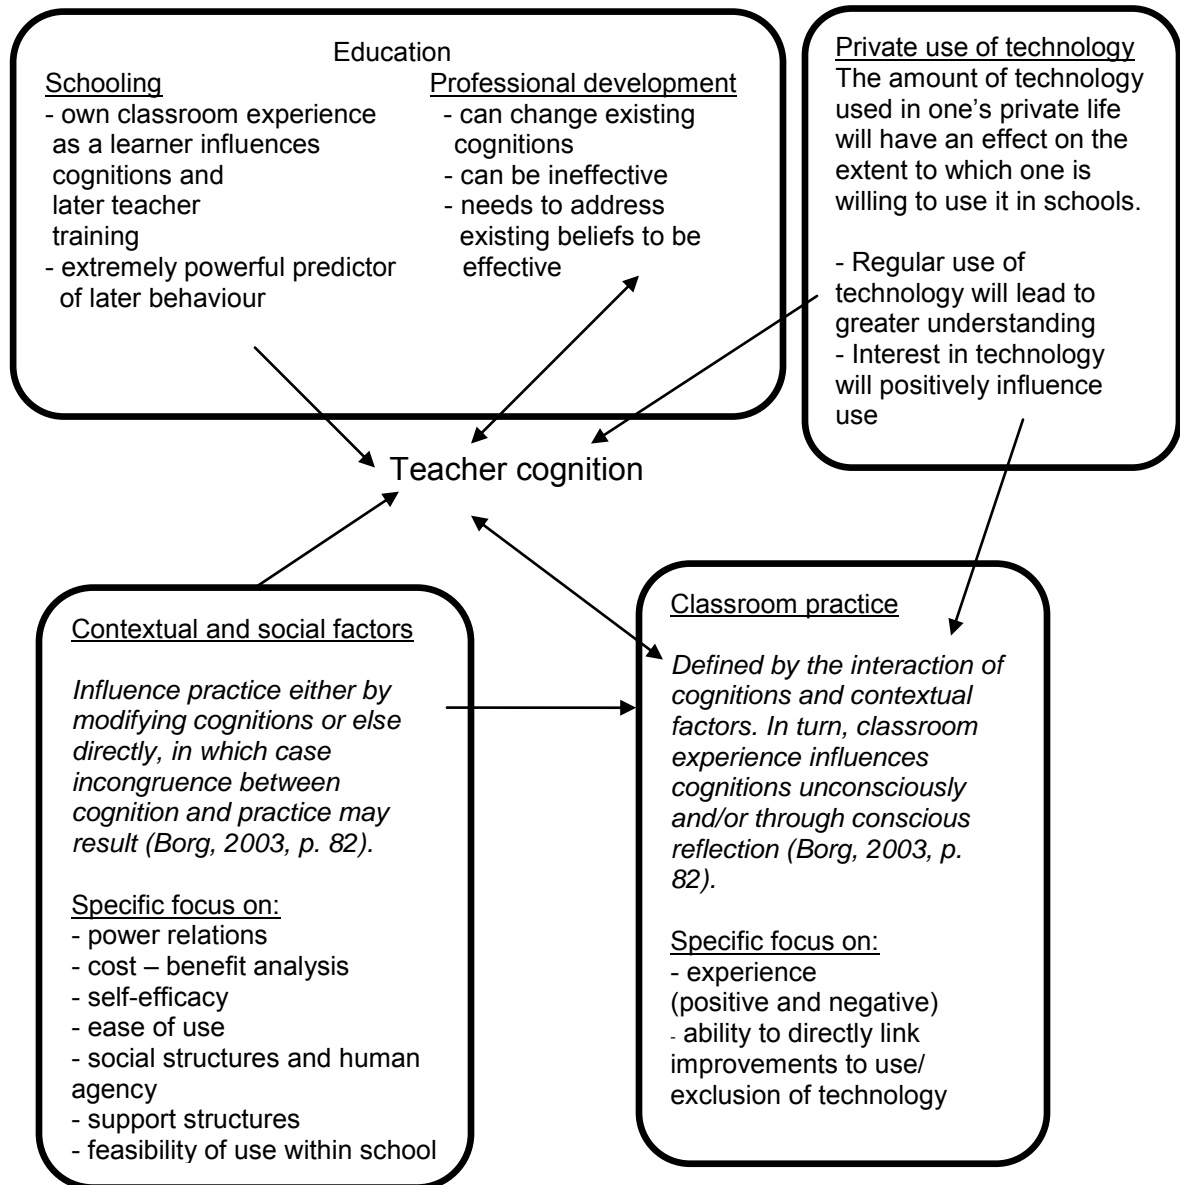 Education
Schooling
- own classroom experience
as a learner influences
cognitions and
later teacher
training
- extremely powerful predictor
of later behaviour
Professional development
- can change existing
cognitions
- can be ineffective
- needs to address
existing beliefs to be
effective
Private use of technology
The amount of technology
used in one’s private life
will have an effect on the
extent to which one is
willing to use it in schools.
- Regular use of
technology will lead to
greater understanding
- Interest in technology
will positively influence
use
Teacher cognition
Contextual and social factors
Influence practice either by
modifying cognitions or else
directly, in which case
incongruence between
cognition and practice may
result (Borg, 2003, p. 82).
Specific focus on:
- power relations
- cost – benefit analysis
- self-efficacy
- ease of use
- social structures and human
agency
- support structures
- feasibility of use within school
Classroom practice
Defined by the interaction of
cognitions and contextual
factors. In turn, classroom
experience influences
cognitions unconsciously
and/or through conscious
reflection (Borg, 2003, p.
82).
Specific focus on:
- experience
(positive and negative)
- ability to directly link
improvements to use/
exclusion of technology